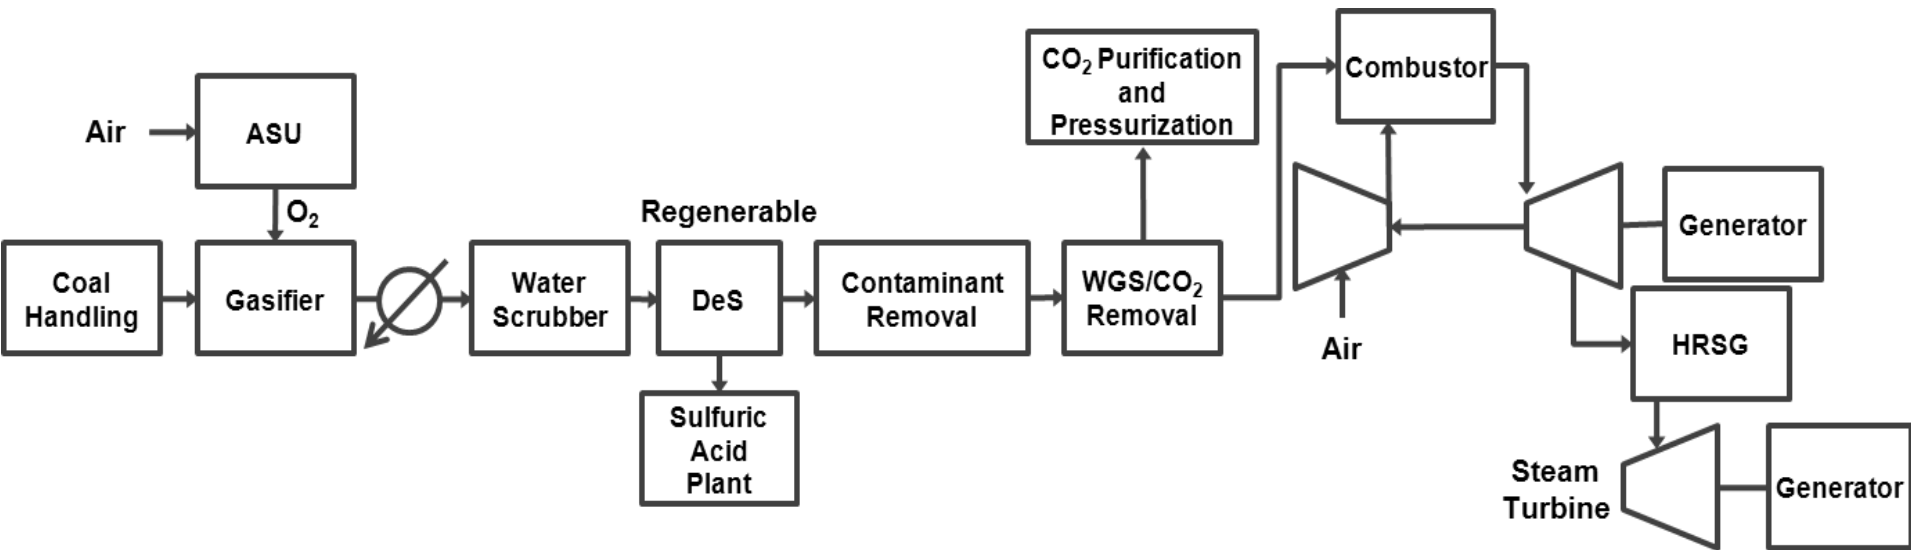 Air
ASU
O₂
Coal
Handling
Gasifier
Water
Scrubber
Regenerable
DeS
Sulfuric
Acid
Plant
Contaminant
Removal
WGS/CO₂
Removal
CO₂ Purification
and
Pressurization
Combustor
Air
Generator
HRSG
Steam
Turbine
Generator